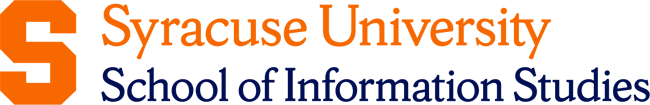 S Syracuse University
School of Information Studies